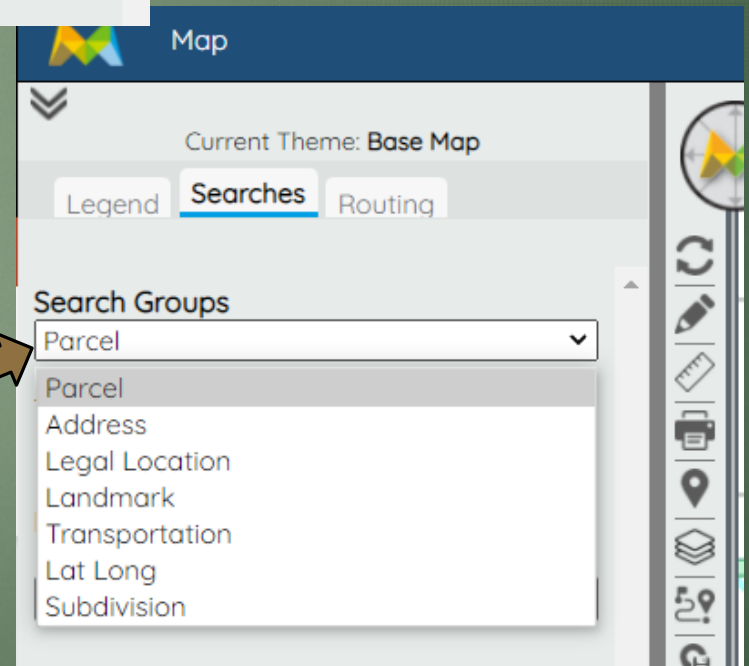 Map
Current Theme: Base Map
Legend Searches Routing
Search Groups
Parcel
Parcel
Address
Legal Location
Landmark
Transportation
Lat Long
Subdivision